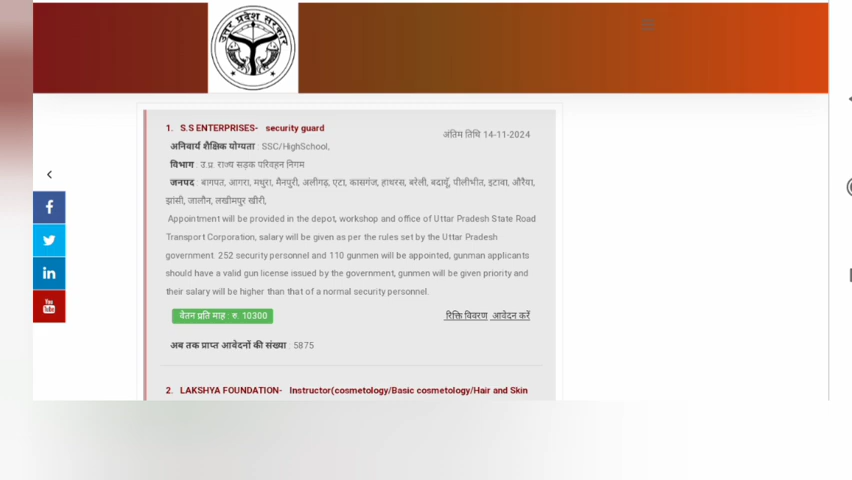 उत्तर प्रदेश सरकार
1. S.S ENTERPRISES- security guard
अंतिम तिथि 14-11-2024
अनिवार्य शैक्षिक योग्यता : SSC/HighSchool,
विभाग : उ.प्र. राज्य सड़क परिवहन निगम
जनपद : बागपत, आगरा, मथुरा, मैनपुरी, अलीगढ़, एटा, कासगंज, हाथरस, बरेली, बदायूँ, पीलीभीत, इटावा, औरैया,
झांसी, जालौन, लखीमपुर खीरी,
Appointment will be provided in the depot, workshop and office of Uttar Pradesh State Road
Transport Corporation, salary will be given as per the rules set by the Uttar Pradesh
government 252 security personnel and 110 gunmen will be appointed, gunman applicants
should have a valid gun license issued by the government, gunmen will be given priority and
their salary will be higher than that of a normal security personnel.
वेतन प्रति माह : रु. 10300
रिक्ति विवरण आवेदन करें
अब तक प्राप्त आवेदनों की संख्या : 5875
2. LAKSHYA FOUNDATION- Instructor(cosmetology/Basic cosmetology/Hair and Skin
f
in
You
Tube